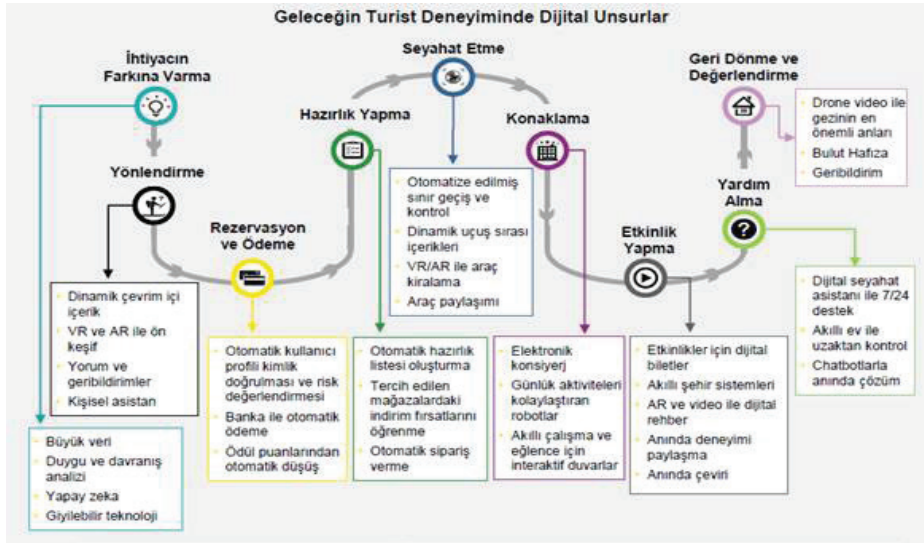 Geleceğin Turist Deneyiminde Dijital Unsurlar
İhtiyacın
Farkına Varma
Büyük veri
Duygu ve davranış
analizi
Yapay zeka
Giyilebilir teknoloji
Yönlendirme
Dinamik çevrim içi
içerik
VR ve AR ile ön
keşif
Yorum ve
geribildirimler
Kişisel asistan
Rezervasyon
ve Ödeme
Otomatik kullanıcı
profili kimlik
doğrulması ve risk
değerlendirmesi
Banka ile otomatik
ödeme
Ödül puanlarından
otomatik düşüş
Hazırlık Yapma
Otomatik hazırlık
listesi oluşturma
Tercih edilen
mağazalardaki
indirim fırsatlarını
öğrenme
Otomatik sipariş
verme
Seyahat Etme
Otomatize edilmiş
sınır geçiş ve
kontrol
Dinamik uçuş sırası
içerikleri
VR/AR ile araç
kiralama
Araç paylaşımı
Konaklama
Elektronik
konsiyerj
Günlük aktiviteleri
kolaylaştıran
robotlar
Akıllı çalışma ve
eğlence için
interaktif duvarlar
Etkinlik
Yapma
Etkinlikler için dijital
biletler
Akıllı şehir sistemleri
AR ve video ile dijital
rehber
Anında deneyimi
paylaşma
Anında çeviri
Yardım
Alma
?
Dijital seyahat
asistanı ile 7/24
destek
Akıllı ev ile
uzaktan kontrol
Chatbotlarla
anında çözüm
Geri Dönme ve
Değerlendirme
Drone video ile
gezinin en
önemli anları
Bulut Hafıza
Geribildirim